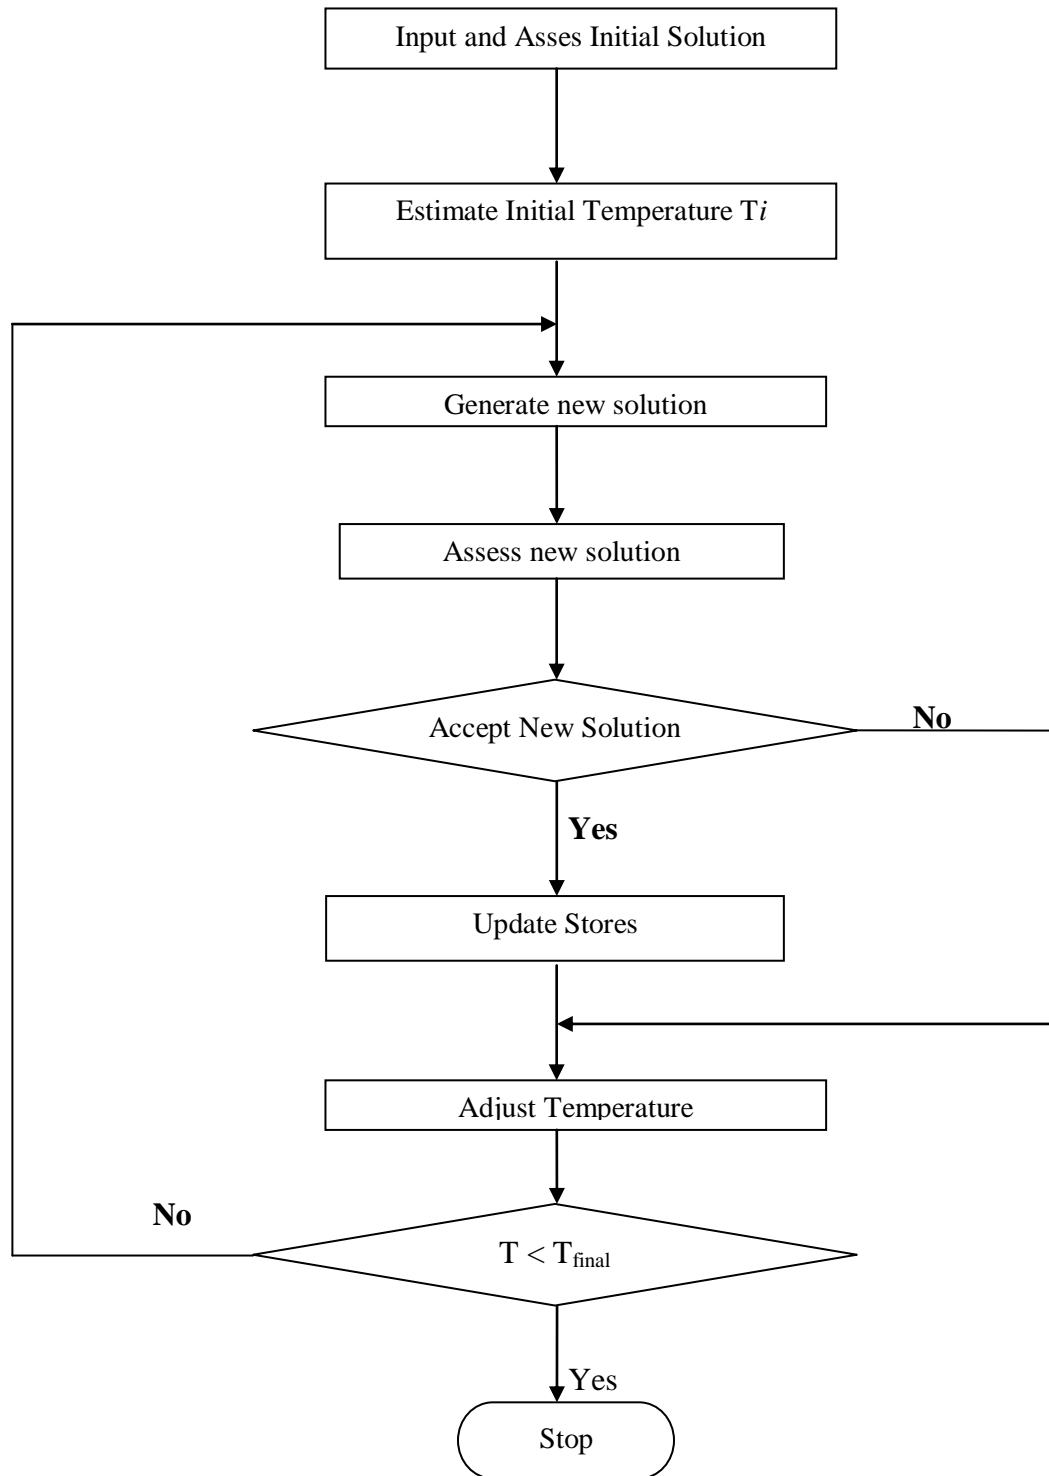 Input and Asses Initial Solution
Estimate Initial Temperature Ti
Generate new solution
Assess new solution
Accept New Solution
No
Yes
Update Stores
Adjust Temperature
No
T < Tfinal
Yes
Stop